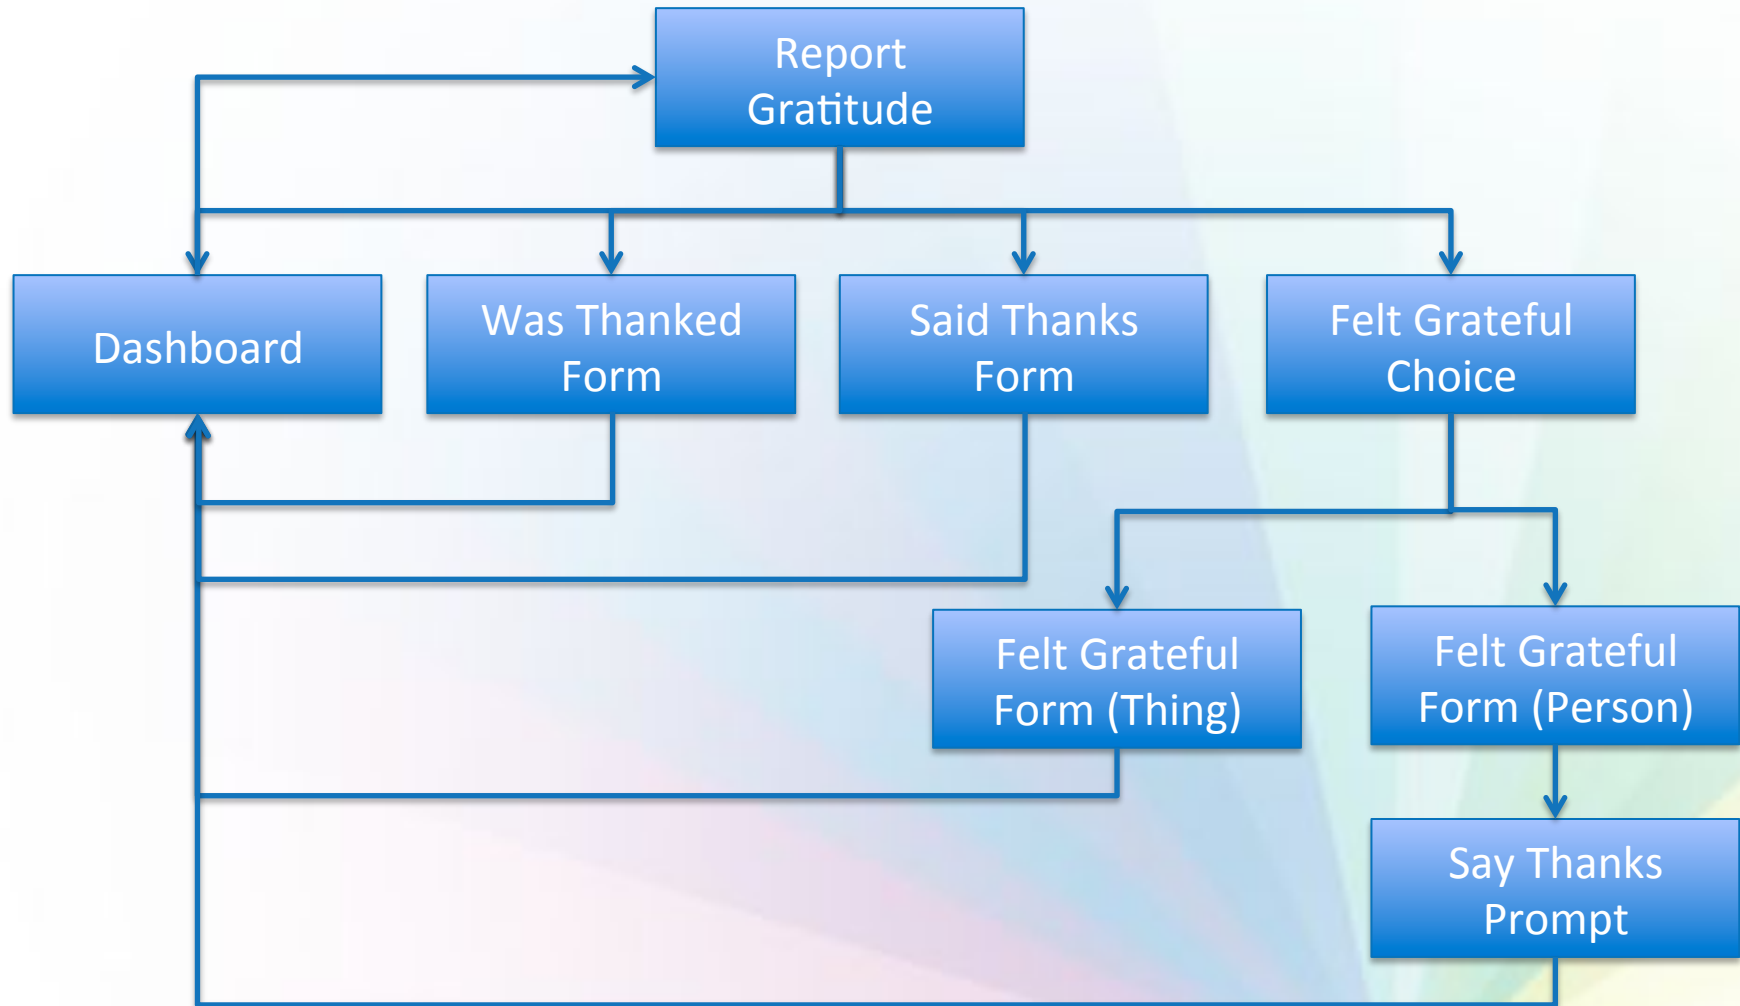 Report
Gratitude
Dashboard
Was Thanked
Form
Said Thanks
Form
Felt Grateful
Choice
Felt Grateful
Form (Thing)
Felt Grateful
Form (Person)
Say Thanks
Prompt